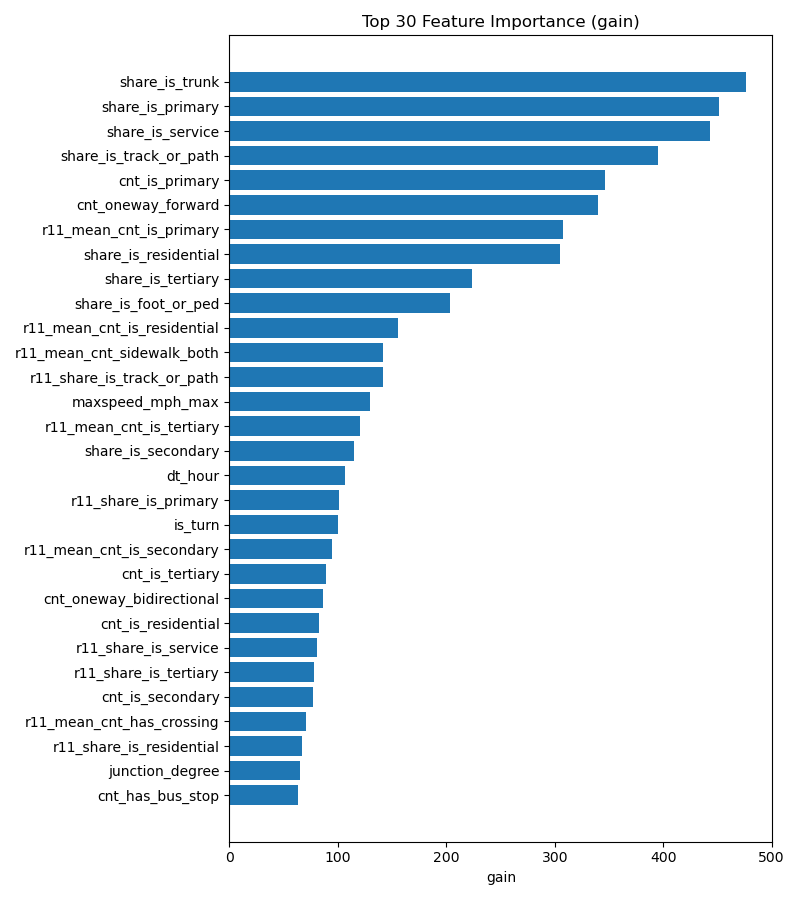 Top 30 Feature Importance (gain)
share_is_trunk
share_is_primary
share_is_service
share_is_track_or_path
cnt_is_primary
cnt_oneway_forward
r11_mean_cnt_is_primary
share_is_residential
share_is_tertiary
share_is_foot_or_ped
r11_mean_cnt_is_residential
r11_mean_cnt_sidewalk_both
r11_share_is_track_or_path
maxspeed_mph_max
r11_mean_cnt_is_tertiary
share_is_secondary
dt_hour
r11_share_is_primary
is_turn
r11_mean_cnt_is_secondary
cnt_is_tertiary
cnt_oneway_bidirectional
cnt_is_residential
r11_share_is_service
r11_share_is_tertiary
cnt_is_secondary
r11_mean_cnt_has_crossing
r11_share_is_residential
junction_degree
cnt_has_bus_stop
0 100 200 300 400 500
gain